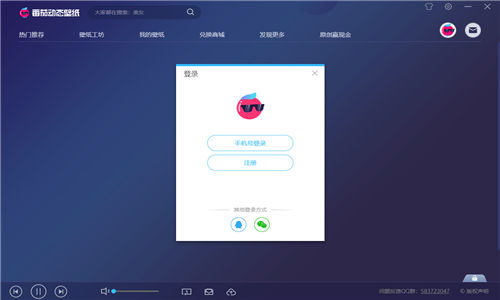 番茄动态壁纸
大家都在搜索：美女
热门推荐 壁纸工坊 我的壁纸 兑换商城 发现更多 原创赢现金
登录
手机号登录
注册
其他登录方式
问题反馈QQ群：583723047 © 版权声明